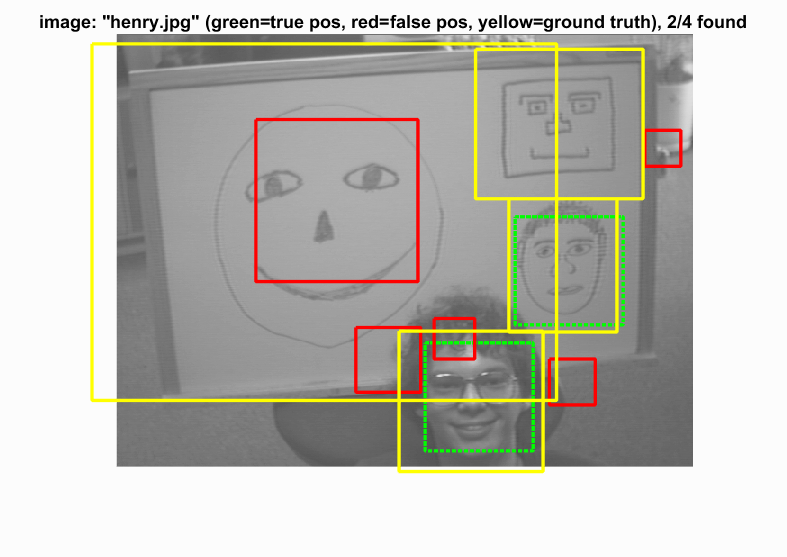 image: "henry.jpg" (green=true pos, red=false pos, yellow=ground truth), 2/4 found